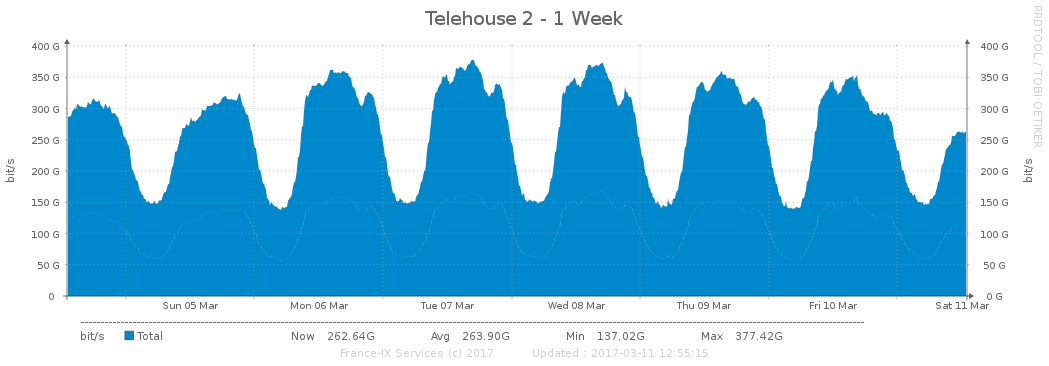 Telehouse 2 - 1 Week
RRDTOOL / TOBI OETIKER
400 G 400 G
350 G 350 G
300 G 300 G
250 G 250 G
200 G 200 G
150 G 150 G
100 G 100 G
50 G 50 G
0 0 G
bit/s bit/s
Sun 05 Mar Mon 06 Mar Tue 07 Mar Wed 08 Mar Thu 09 Mar Fri 10 Mar Sat 11 Mar
bit/s Total Now 262.64G Avg 263.90G Min 137.02G Max 377.42G
France-IX Services (c) 2017 Updated : 2017-03-11 12:55:15